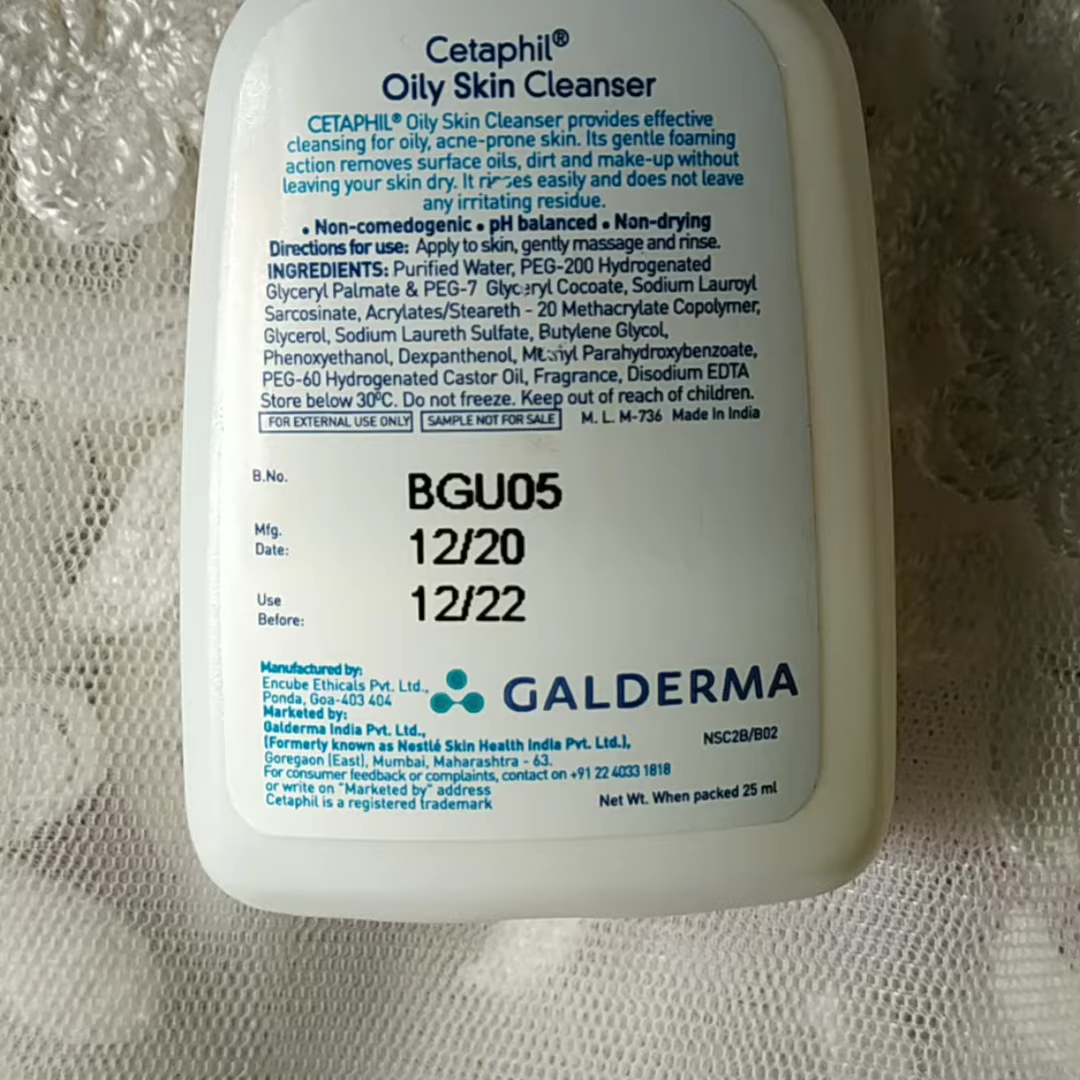 Cetaphil®
Oily Skin Cleanser
CETAPHIL® Oily Skin Cleanser provides effective
cleansing for oily, acne-prone skin. Its gentle foaming
action removes surface oils, dirt and make-up without
leaving your skin dry. It rinses easily and does not leave
any irritating residue.
• Non-comedogenic • pH balanced • Non-drying
Directions for use: Apply to skin, gently massage and rinse.
INGREDIENTS: Purified Water, PEG-200 Hydrogenated
Glyceryl Palmate & PEG-7 Glyceryl Cocoate, Sodium Lauroyl
Sarcosinate, Acrylates/Steareth - 20 Methacrylate Copolymer,
Glycerol, Sodium Laureth Sulfate, Butylene Glycol,
Phenoxyethanol, Dexpanthenol, Methyl Parahydroxybenzoate,
PEG-60 Hydrogenated Castor Oil, Fragrance, Disodium EDTA
Store below 30°C. Do not freeze. Keep out of reach of children.
FOR EXTERNAL USE ONLY SAMPLE NOT FOR SALE M. L. M-736 Made In India
B.No. BGU05
Mfg.
Date: 12/20
Use
Before: 12/22
Manufactured by:
Encube Ethicals Pvt. Ltd.,
Ponda, Goa-403 404
GALDERMA
Marketed by:
Galderma India Pvt. Ltd.,
(Formerly known as Nestlé Skin Health India Pvt. Ltd.),
NSC2B/B02
Goregaon (East), Mumbai, Maharashtra - 63.
For consumer feedback or complaints, contact on +91 22 4033 1818
or write on "Marketed by" address
Cetaphil is a registered trademark
Net Wt. When packed 25 ml